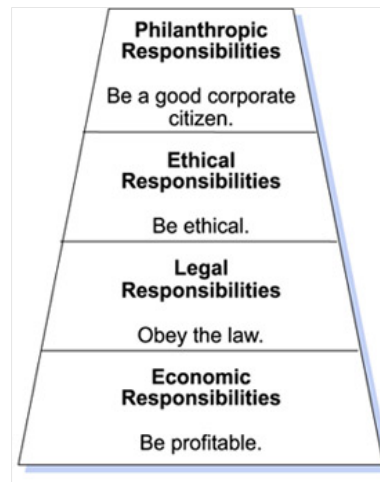 Philanthropic
Responsibilities
Be a good corporate
citizen.
Ethical
Responsibilities
Be ethical.
Legal
Responsibilities
Obey the law.
Economic
Responsibilities
Be profitable.